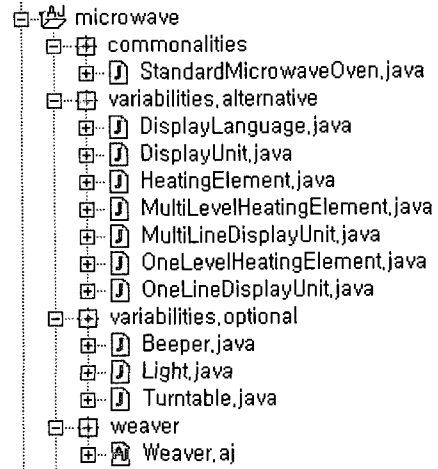 microwave
commonalities
StandardMicrowaveOven.java
variabilities.alternative
DisplayLanguage.java
DisplayUnit.java
HeatingElement.java
MultiLevelHeatingElement.java
MultiLineDisplayUnit.java
OneLevelHeatingElement.java
OneLineDisplayUnit.java
variabilities.optional
Beeper.java
Light.java
Turntable.java
weaver
Weaver.aj